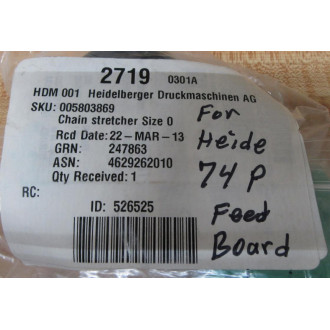 2719 0301A
HDM 001 Heidelberger Druckmaschinen AG
SKU: 005803869
Chain stretcher Size 0
Rcd Date: 22-MAR-13
GRN: 247863
ASN: 4629262010
Qty Received: 1
RC:
ID: 526525
For
Heide
74 P
Feed
Board